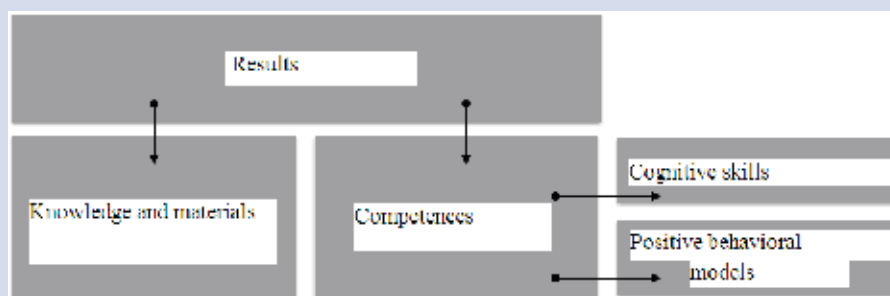 Results
Knowledge and materials
Competences
Cognitive skills
Positive behavioral
models